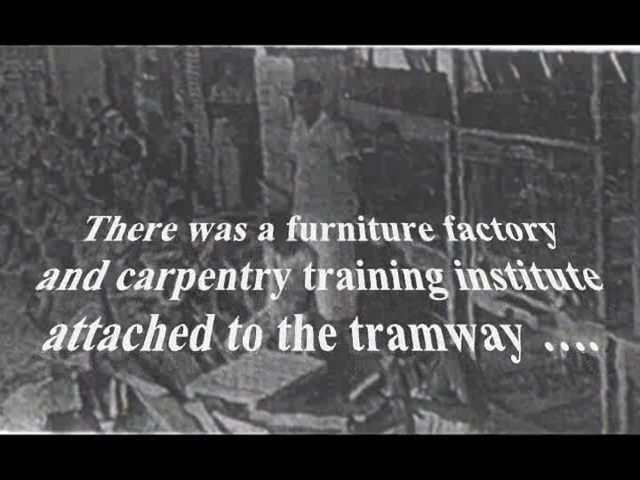 There was a furniture factory
and carpentry training institute
attached to the tramway ....